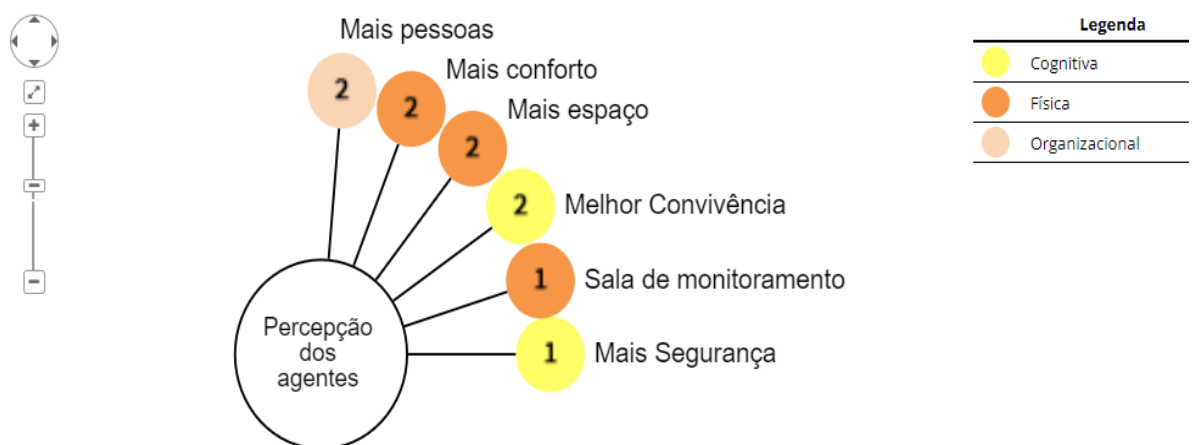 Mais pessoas
2
Mais conforto
2
Mais espaço
2
2 Melhor Convivência
1 Sala de monitoramento
1 Mais Segurança
Percepção
dos
agentes
Legenda
Cognitiva
Física
Organizacional